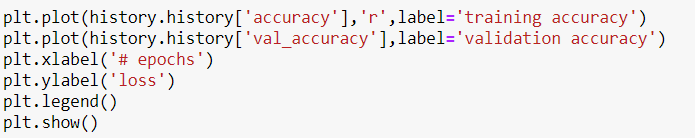 plt.plot(history.history['accuracy'],'r',label='training accuracy')
plt.plot(history.history['val_accuracy'],label='validation accuracy')
plt.xlabel('# epochs')
plt.ylabel('loss')
plt.legend()
plt.show()